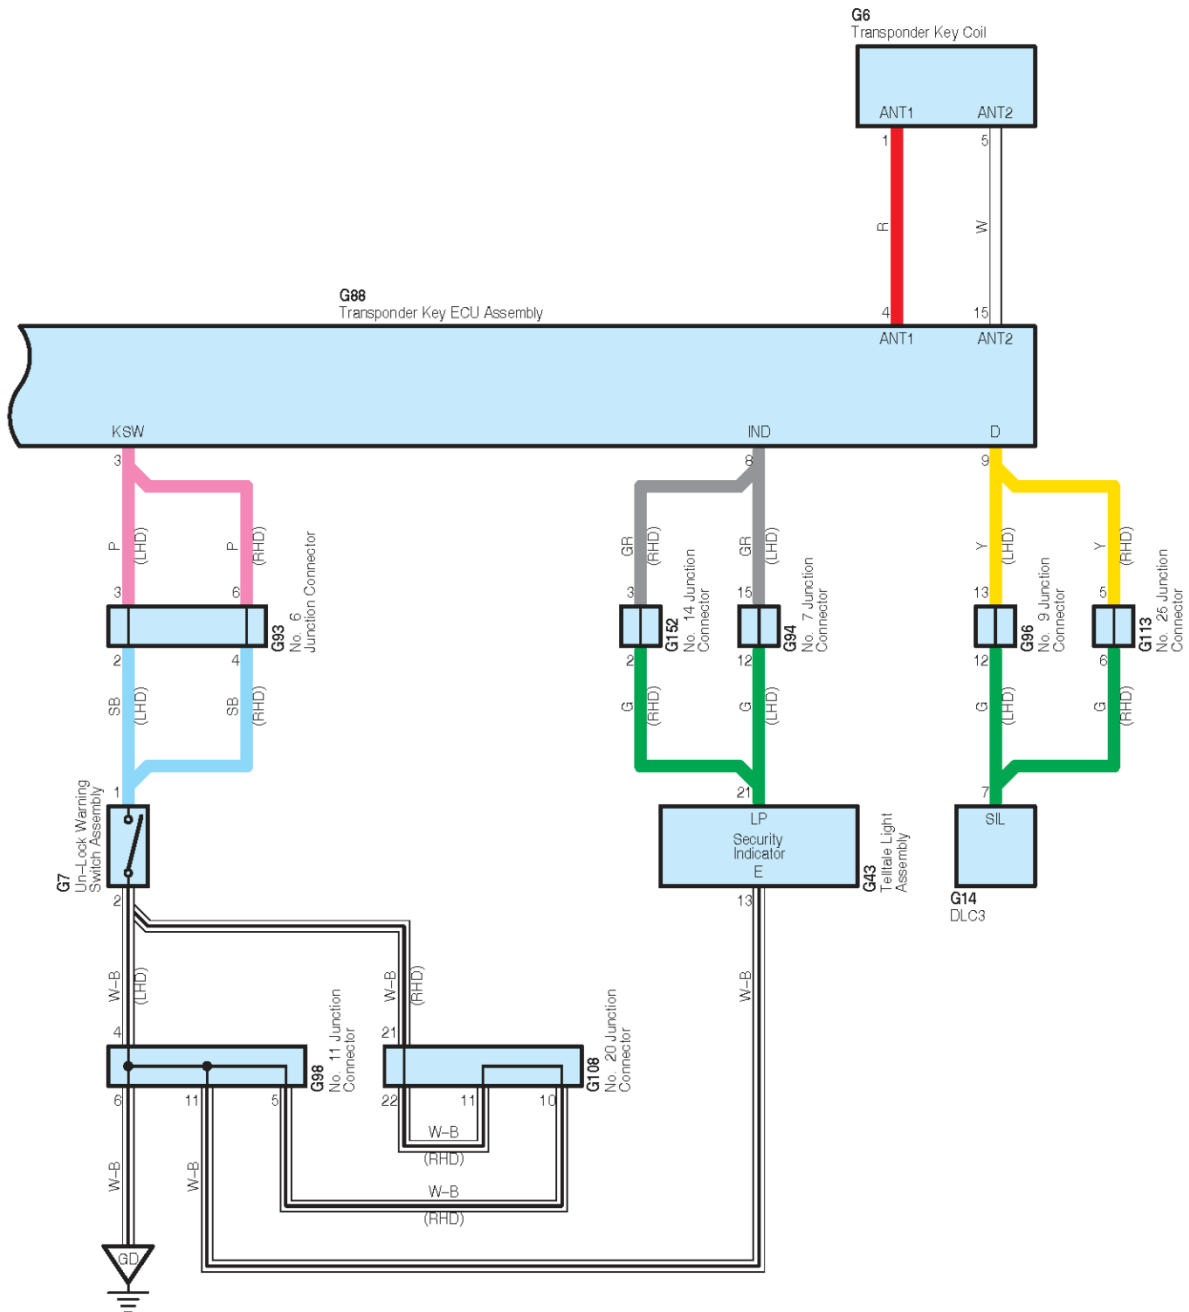 G6
Transponder Key Coil
ANT1 ANT2
1 5
R W
G88
Transponder Key ECU Assembly
4 15
ANT1 ANT2
KSW IND D
3 8 9
P (LHD) P (RHD) GR (RHD) GR (LHD) Y (LHD) Y (RHD)
3 6 3 15 13 5
G93
No. 6
Junction Connector
G152
No. 14 Junction
Connector
G94
No. 7 Junction
Connector
G96
No. 9 Junction
Connector
G113
No. 25 Junction
Connector
2 4 2 12 12 6
SB (LHD) SB (RHD) G (RHD) G (LHD) G (LHD) G (RHD)
1 21 7
G7
Un-Lock Warning
Switch Assembly
LP
Security
Indicator
E
G43
Telltale Light
Assembly
SIL
G14
DLC3
2 13
W-B (LHD) W-B (RHD) W-B
4 21
G98
No. 11 Junction
Connector
G108
No. 20 Junction
Connector
6 11 5 22 11 10
W-B
(RHD)
W-B W-B
W-B
(RHD)
GD